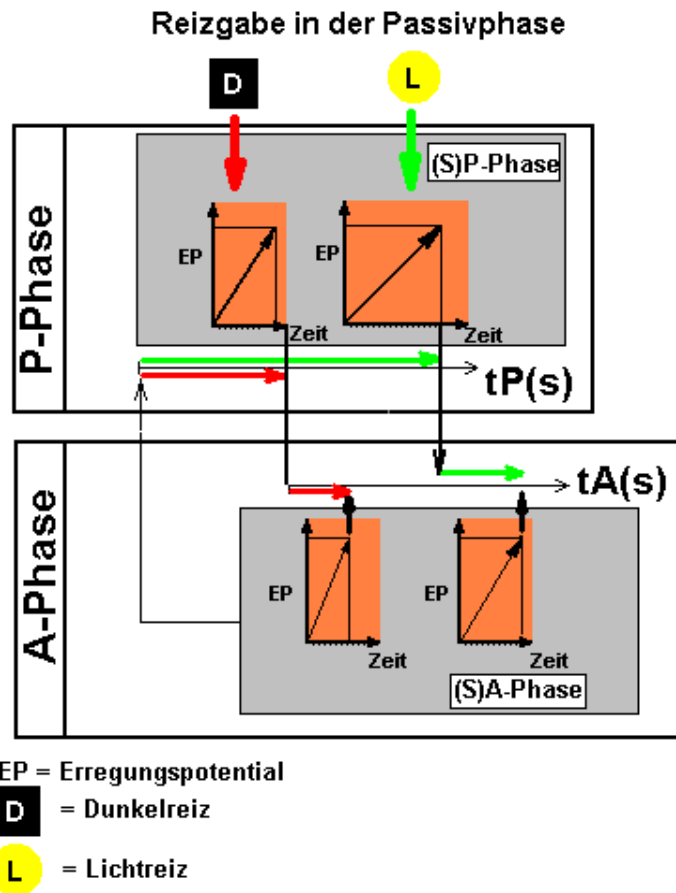 Reizgabe in der Passivphase
D
L
P-Phase
(S)P-Phase
EP
EP
Zeit
Zeit
tP(s)
A-Phase
tA(s)
EP
EP
Zeit
Zeit
(S)A-Phase
EP = Erregungspotential
D = Dunkelreiz
L = Lichtreiz